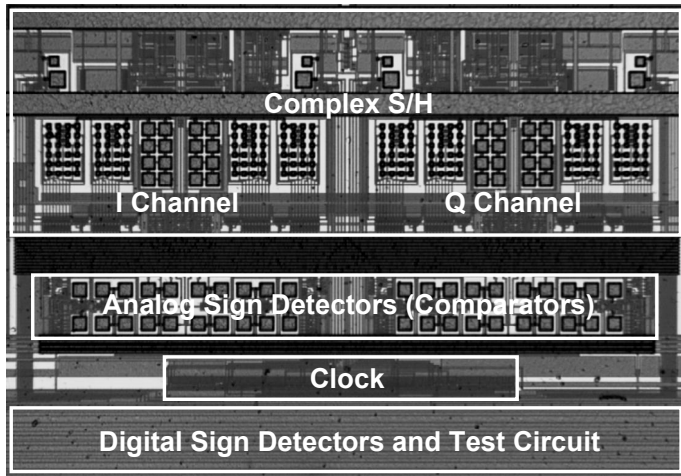 Complex S/H
I Channel
Q Channel
Analog Sign Detectors (Comparators)
Clock
Digital Sign Detectors and Test Circuit